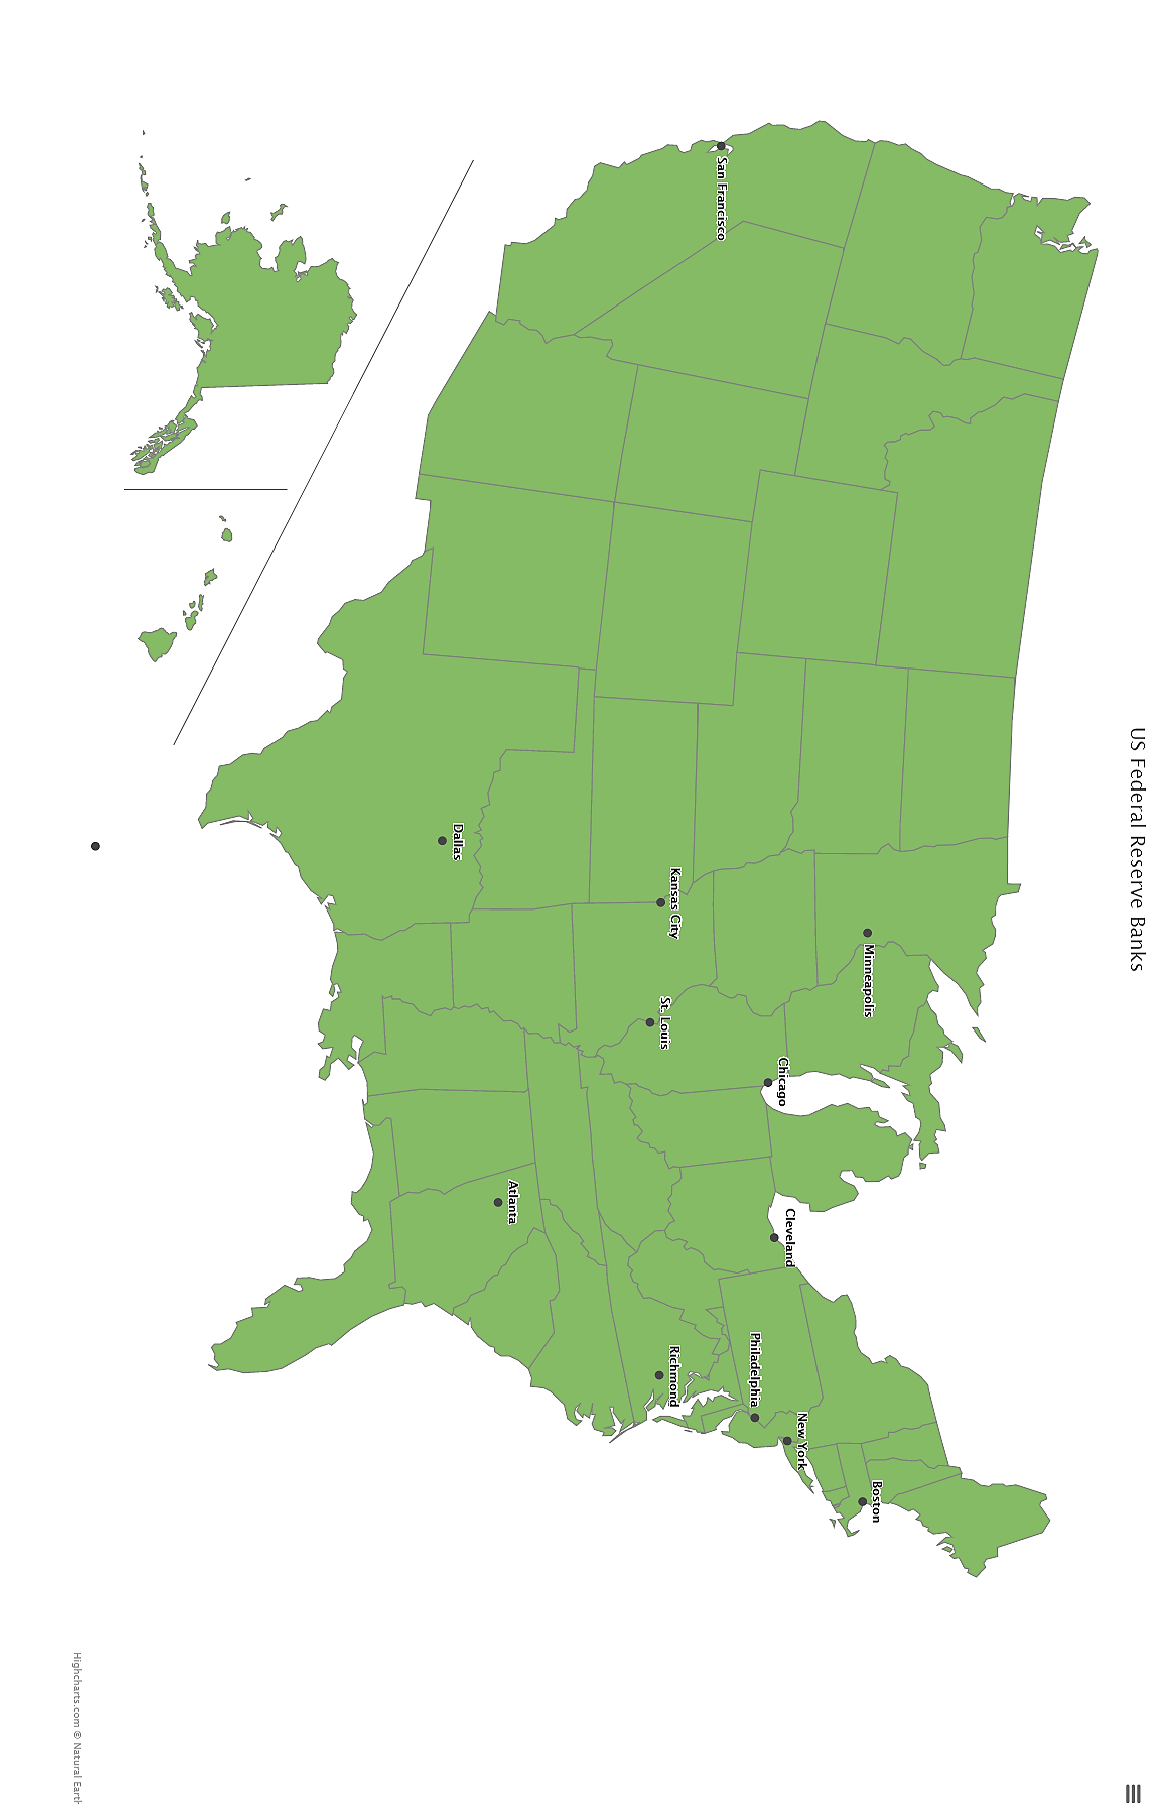 US Federal Reserve Banks
San Francisco
Dallas
Kansas City
Minneapolis
St. Louis
Chicago
Atlanta
Cleveland
Richmond
Philadelphia
New York
Boston
Highcharts.com © Natural Earth